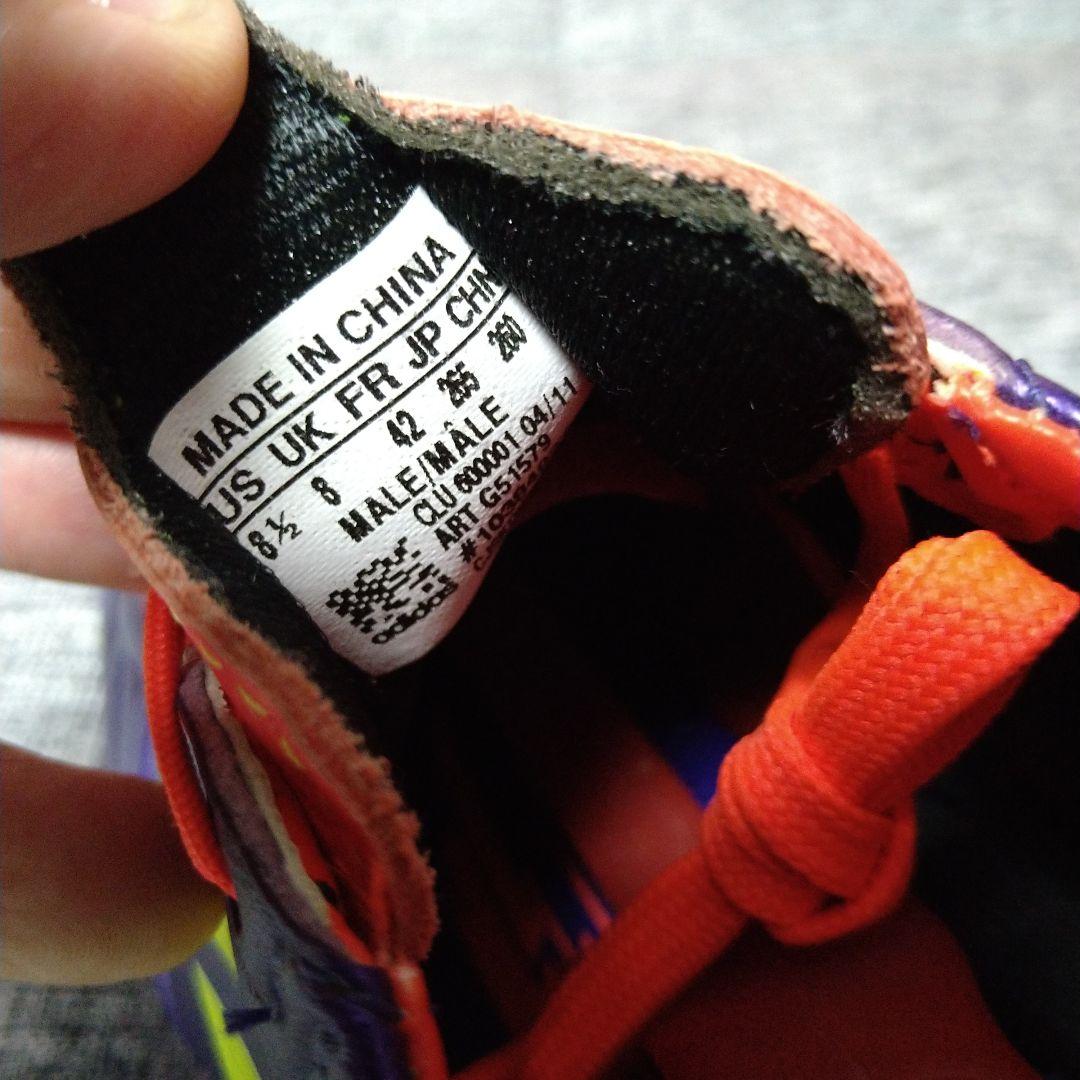 MADE IN CHINA
US UK FR JP CHN
8½ 8 42 265 260
MALE/MÂLE
CLU 600001 04/11
ART G51579
adidas